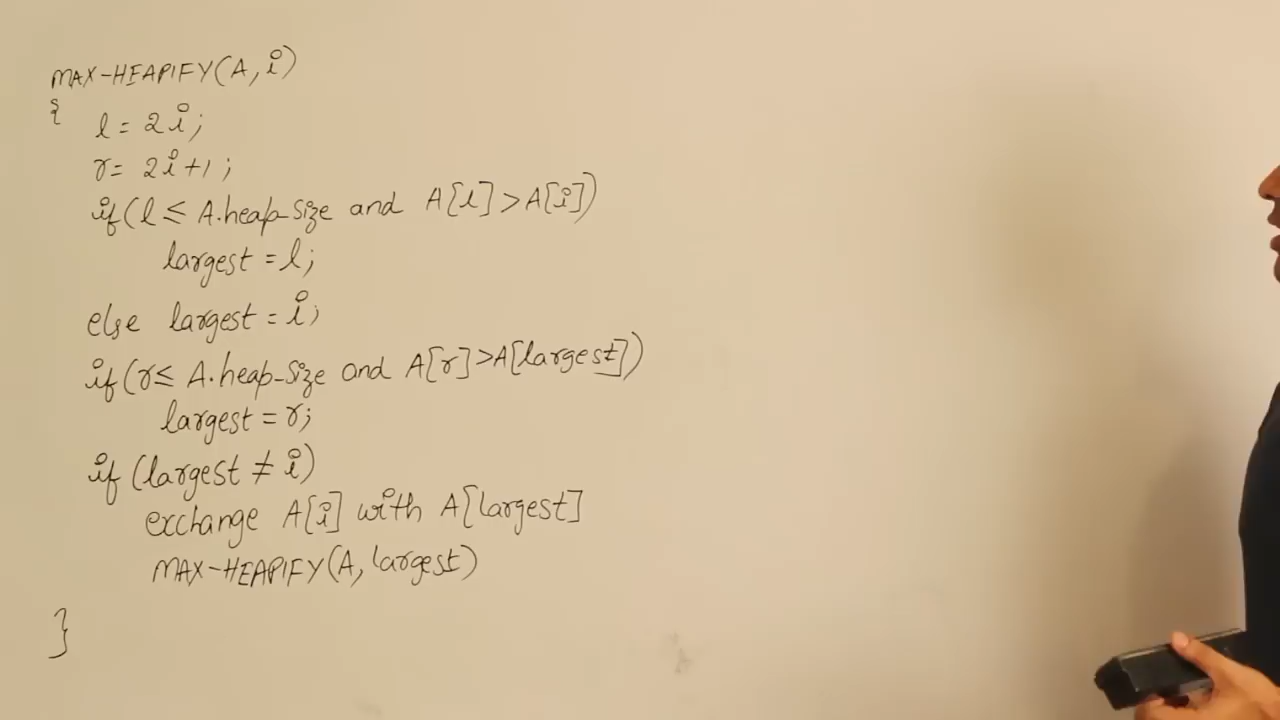 MAX-HEAPIFY(A, i)
{
l = 2i;
r = 2i+1;
if(l ≤ A.heap-size and A[l] > A[i])
largest = l;
else largest = i;
if(r ≤ A.heap-size and A[r] > A[largest])
largest = r;
if (largest ≠ i)
exchange A[i] with A[largest]
MAX-HEAPIFY(A, largest)
}